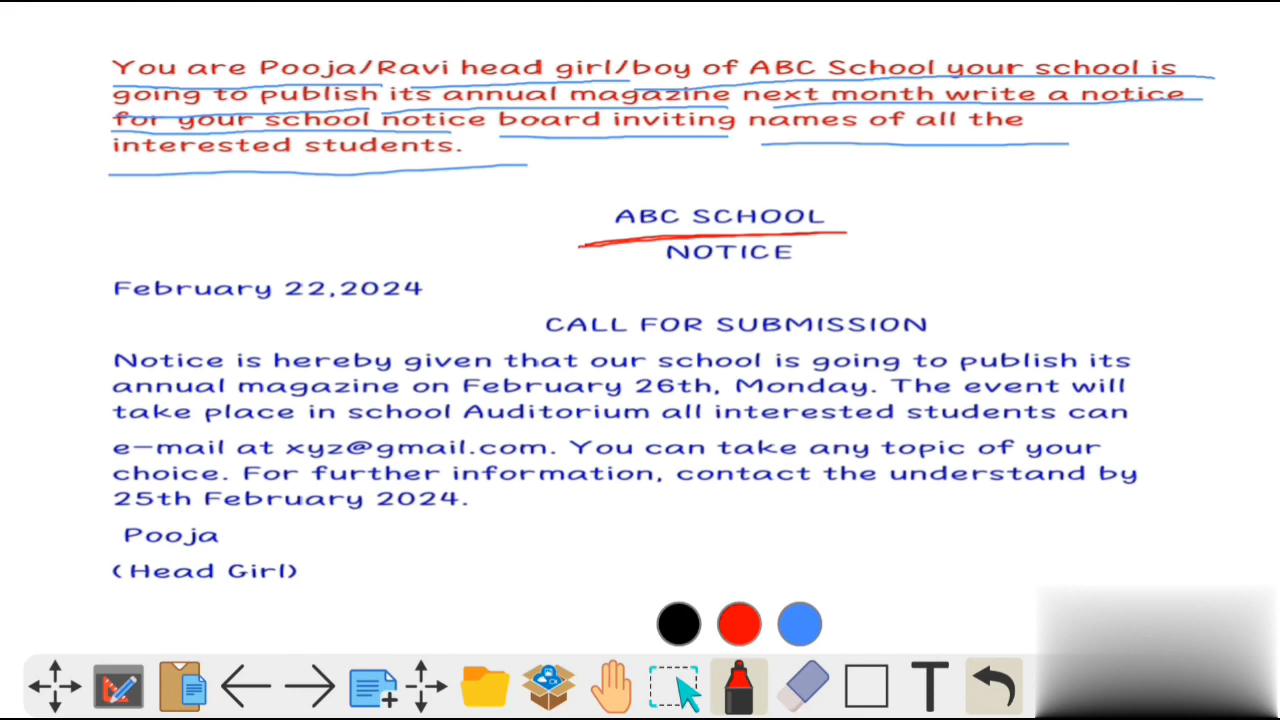 You are Pooja/Ravi head girl/boy of ABC School your school is
going to publish its annual magazine next month write a notice
for your school notice board inviting names of all the
interested students.
ABC SCHOOL
NOTICE
February 22,2024
CALL FOR SUBMISSION
Notice is hereby given that our school is going to publish its
annual magazine on February 26th, Monday. The event will
take place in school Auditorium all interested students can
e-mail at xyz@gmail.com. You can take any topic of your
choice. For further information, contact the understand by
25th February 2024.
Pooja
(Head Girl)